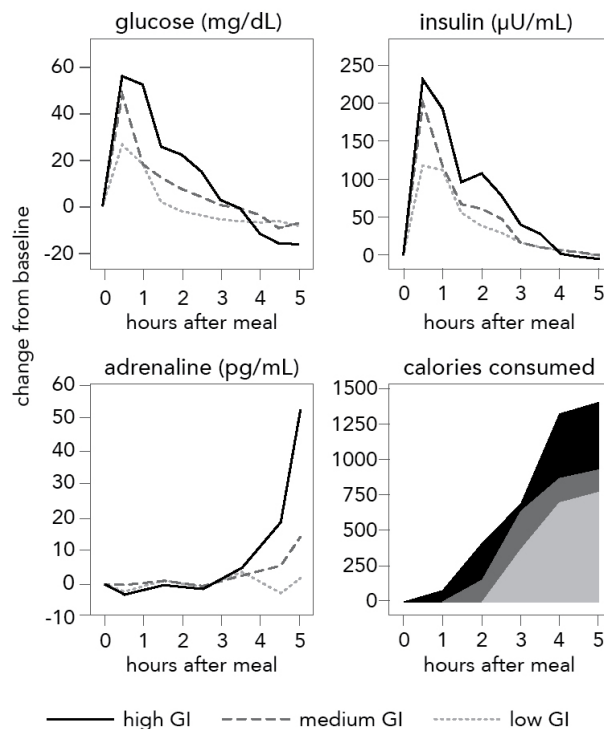 glucose (mg/dL)
60
40
20
0
-20
0 1 2 3 4 5
hours after meal
insulin (µU/mL)
250
200
150
100
50
0
0 1 2 3 4 5
hours after meal
change from baseline
adrenaline (pg/mL)
60
50
40
30
20
10
0
-10
0 1 2 3 4 5
hours after meal
calories consumed
1500
1250
1000
750
500
250
0
0 1 2 3 4 5
hours after meal
high GI medium GI low GI